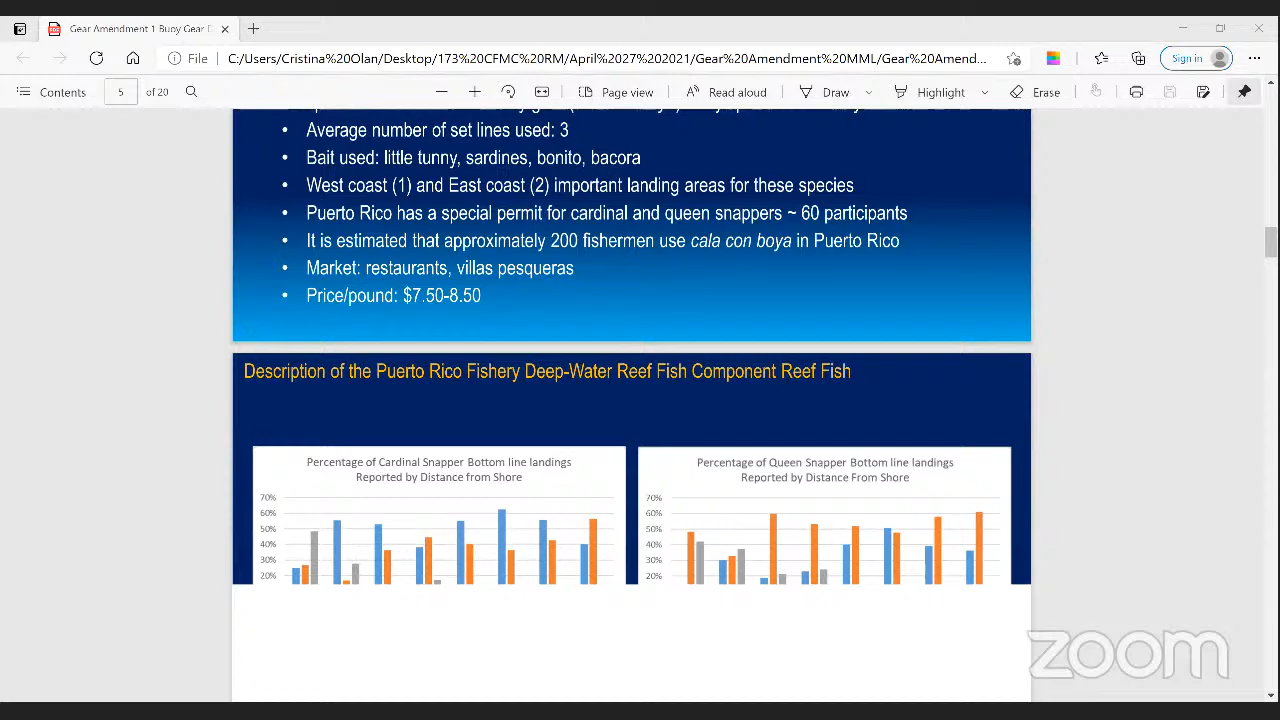 Gear Amendment 1 Buoy Gear D
File
C:/Users/Cristina%20Olan/Desktop/173%20CFMC%20RM/April%2027%202021/Gear%20Amenagment%20MML/Gear%20Amend...
Sign in
Contents
5
of 20
Page view
Read aloud
Draw
Highlight
Erase
• Average number of set lines used: 3
• Bait used: little tunny, sardines, bonito, bacora
• West coast (1) and East coast (2) important landing areas for these species
• Puerto Rico has a special permit for cardinal and queen snappers ~ 60 participants
• It is estimated that approximately 200 fishermen use cala con boya in Puerto Rico
• Market: restaurants, villas pesqueras
• Price/pound: $7.50-8.50
Description of the Puerto Rico Fishery Deep-Water Reef Fish Component Reef Fish
Percentage of Cardinal Snapper Bottom line landings
Reported by Distance from Shore
70%
60%
50%
40%
30%
20%
Percentage of Queen Snapper Bottom line landings
Reported by Distance From Shore
70%
60%
50%
40%
30%
20%
zoom